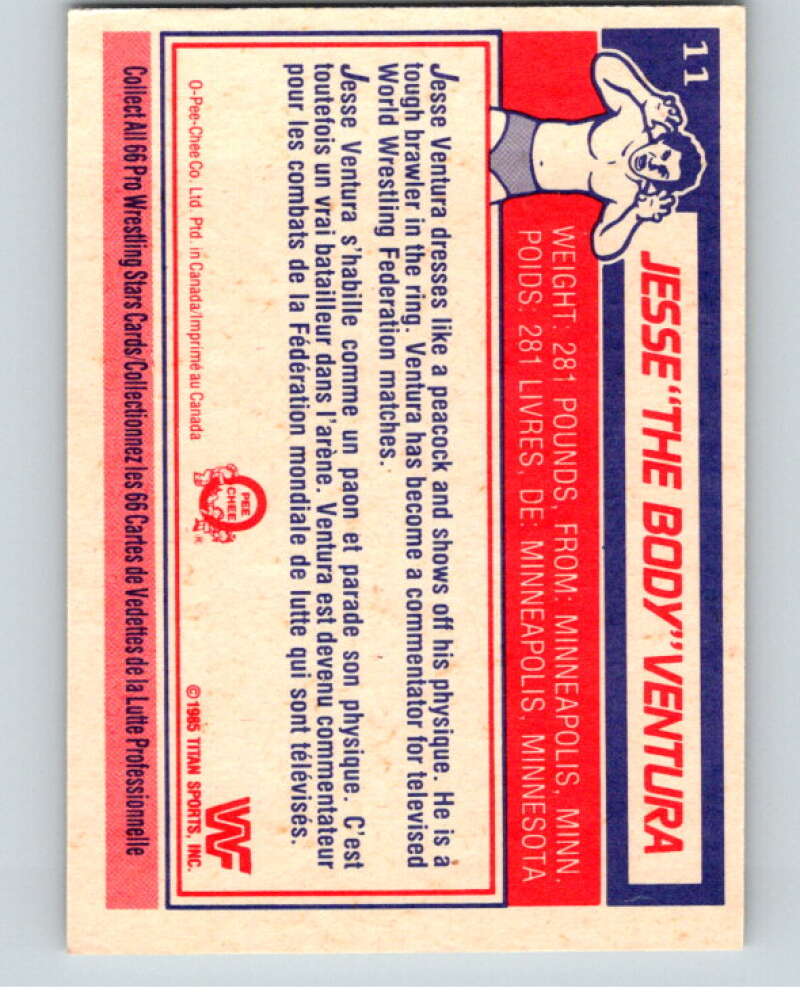 11
JESSE "THE BODY" VENTURA
WEIGHT: 281 POUNDS, FROM: MINNEAPOLIS, MINN.
POIDS: 281 LIVRES, DE: MINNEAPOLIS, MINNESOTA
Jesse Ventura dresses like a peacock and shows off his physique. He is a
tough brawler in the ring. Ventura has become a commentator for televised
World Wrestling Federation matches.
Jesse Ventura s'habille comme un paon et parade son physique. C'est
toutefois un vrai batailleur dans l'arène. Ventura est devenu commentateur
pour les combats de la Fédération mondiale de lutte qui sont télévisés.
O-Pee-Chee Co. Ltd. Ptd. in Canada/Imprimé au Canada
O
PEE
CHEE
WF
© 1985 TITAN SPORTS, INC.
Collect All 66 Pro Wrestling Stars Cards/Collectionnez les 66 Cartes de Vedettes de la Lutte Professionnelle